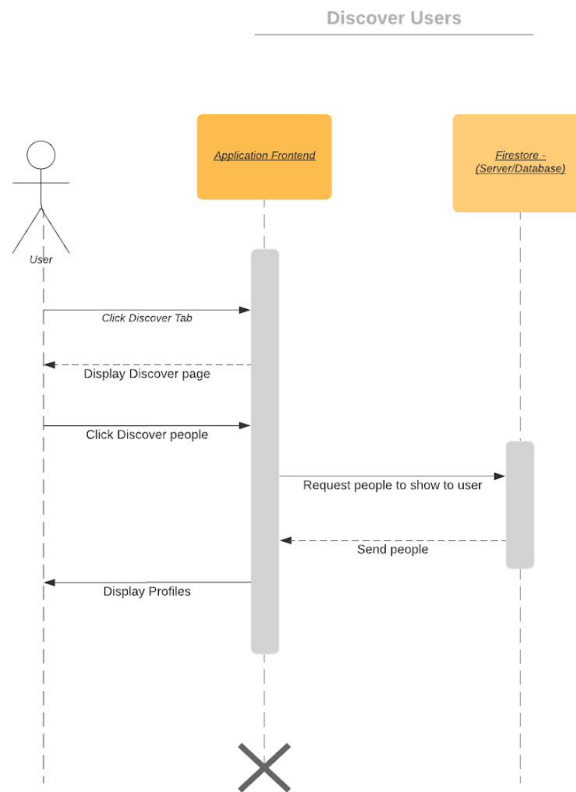 Discover Users
Application Frontend
Firestore -
(Server/Database)
User
Click Discover Tab
Display Discover page
Click Discover people
Request people to show to user
Send people
Display Profiles